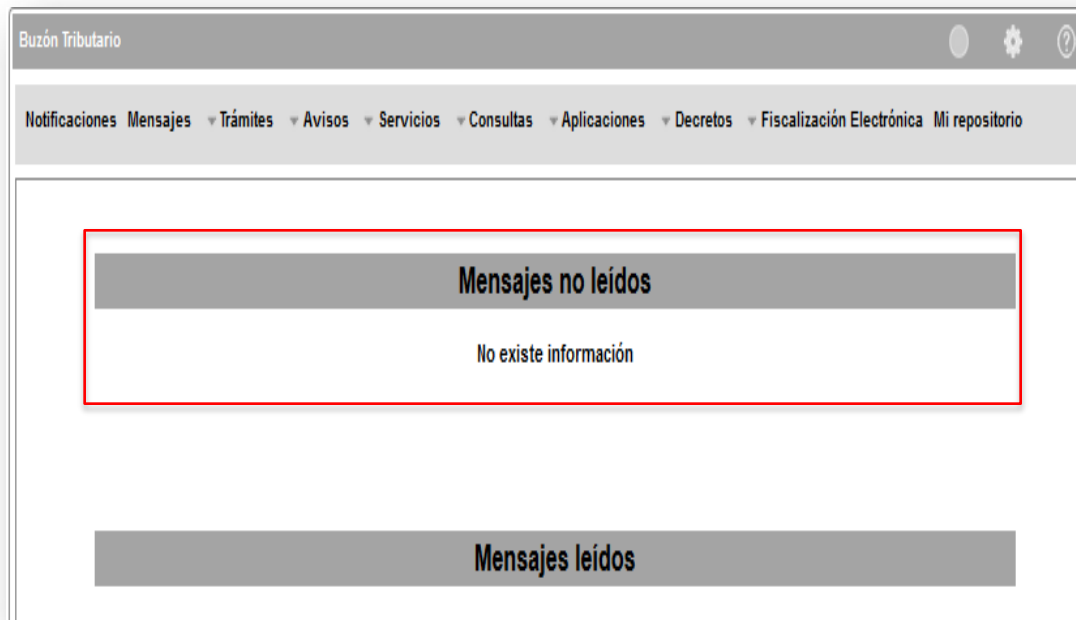 Buzón Tributario
Notificaciones Mensajes Trámites Avisos Servicios Consultas Aplicaciones Decretos Fiscalización Electrónica Mi repositorio
Mensajes no leídos
No existe información
Mensajes leídos